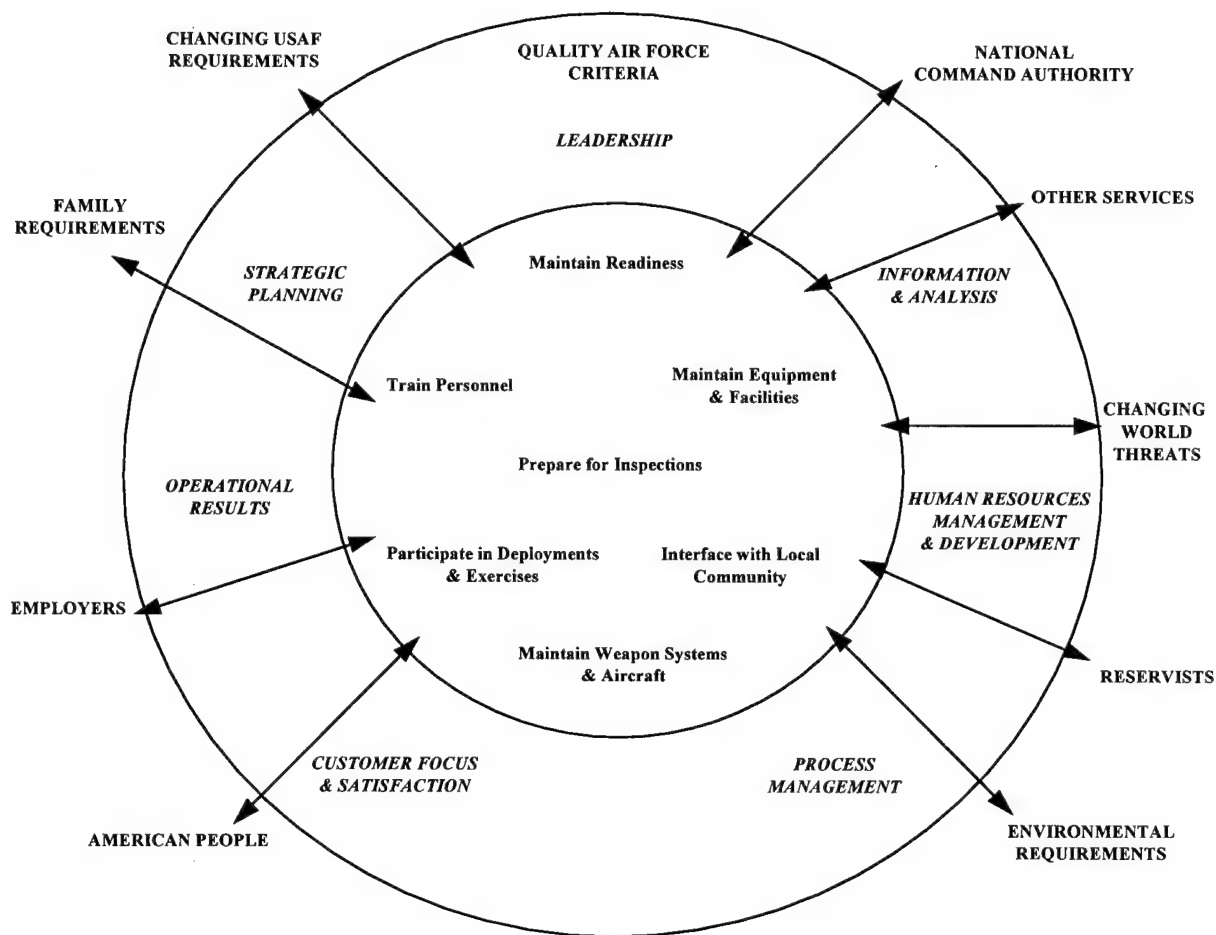 CHANGING USAF
REQUIREMENTS
QUALITY AIR FORCE
CRITERIA
NATIONAL
COMMAND AUTHORITY
LEADERSHIP
OTHER SERVICES
FAMILY
REQUIREMENTS
STRATEGIC
PLANNING
Maintain Readiness
INFORMATION
& ANALYSIS
Train Personnel
Maintain Equipment
& Facilities
CHANGING
WORLD
THREATS
Prepare for Inspections
OPERATIONAL
RESULTS
HUMAN RESOURCES
MANAGEMENT
& DEVELOPMENT
Participate in Deployments
& Exercises
Interface with Local
Community
EMPLOYERS
Maintain Weapon Systems
& Aircraft
RESERVISTS
CUSTOMER FOCUS
& SATISFACTION
PROCESS
MANAGEMENT
AMERICAN PEOPLE
ENVIRONMENTAL
REQUIREMENTS